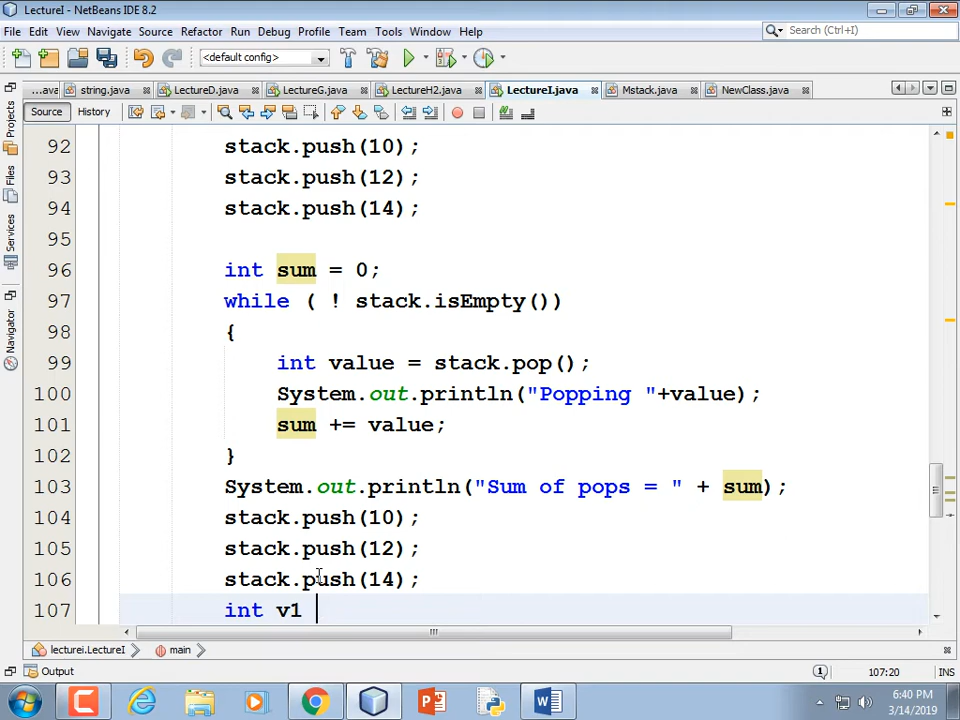 LectureI - NetBeans IDE 8.2
File Edit View Navigate Source Refactor Run Debug Profile Team Tools Window Help
Search (Ctrl+I)
<default config>
...ava string.java LectureD.java LectureG.java LectureH2.java LectureI.java Mstack.java NewClass.java
Source History
Projects
Files
Services
Navigator
92 stack.push(10);
93 stack.push(12);
94 stack.push(14);
95
96 int sum = 0;
97 while ( ! stack.isEmpty())
98 {
99 int value = stack.pop();
100 System.out.println("Popping "+value);
101 sum += value;
102 }
103 System.out.println("Sum of pops = " + sum);
104 stack.push(10);
105 stack.push(12);
106 stack.push(14);
107 int v1
lecturei.LectureI main
Output 1 107:20 INS
6:40 PM
3/14/2019